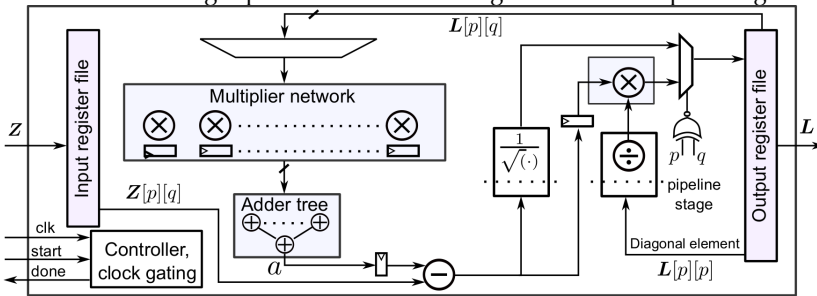 L[p][q]
Input register file
Multiplier network
Output register file
Z
L
1
√(·)
p q
pipeline
stage
Z[p][q]
Adder tree
clk
start
done
Controller,
clock gating
a
Diagonal element
L[p][p]